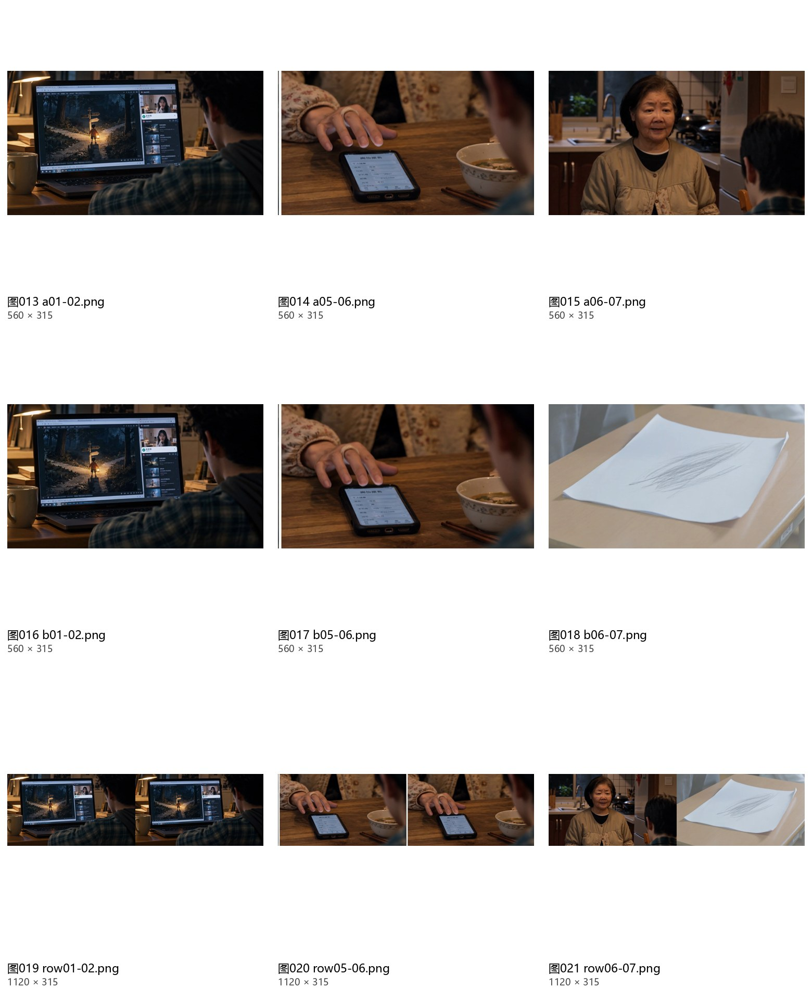 图013 a01-02.png
560 × 315
图014 a05-06.png
560 × 315
图015 a06-07.png
560 × 315
图016 b01-02.png
560 × 315
图017 b05-06.png
560 × 315
图018 b06-07.png
560 × 315
图019 row01-02.png
1120 × 315
图020 row05-06.png
1120 × 315
图021 row06-07.png
1120 × 315